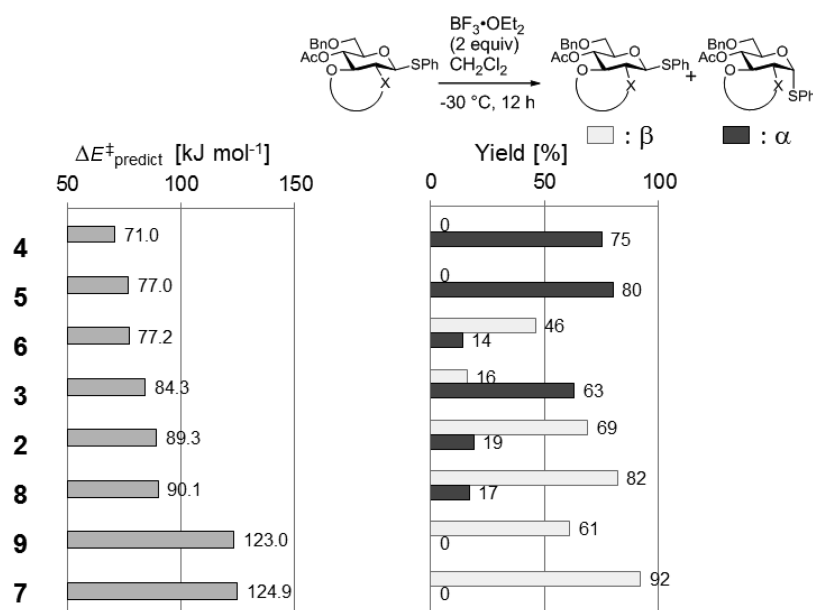 BnO
AcO
O
O
X
SPh
BF3•OEt2
(2 equiv)
CH2Cl2
-30 °C, 12 h
BnO
AcO
O
O
X
SPh
+
BnO
AcO
O
O
X
SPh
: β
: α
ΔE‡predict [kJ mol-1]
Yield [%]
50 100 150
0 50 100
4 71.0 0 75
5 77.0 0 80
6 77.2 46 14
3 84.3 16 63
2 89.3 69 19
8 90.1 82 17
9 123.0 61 0
7 124.9 92 0